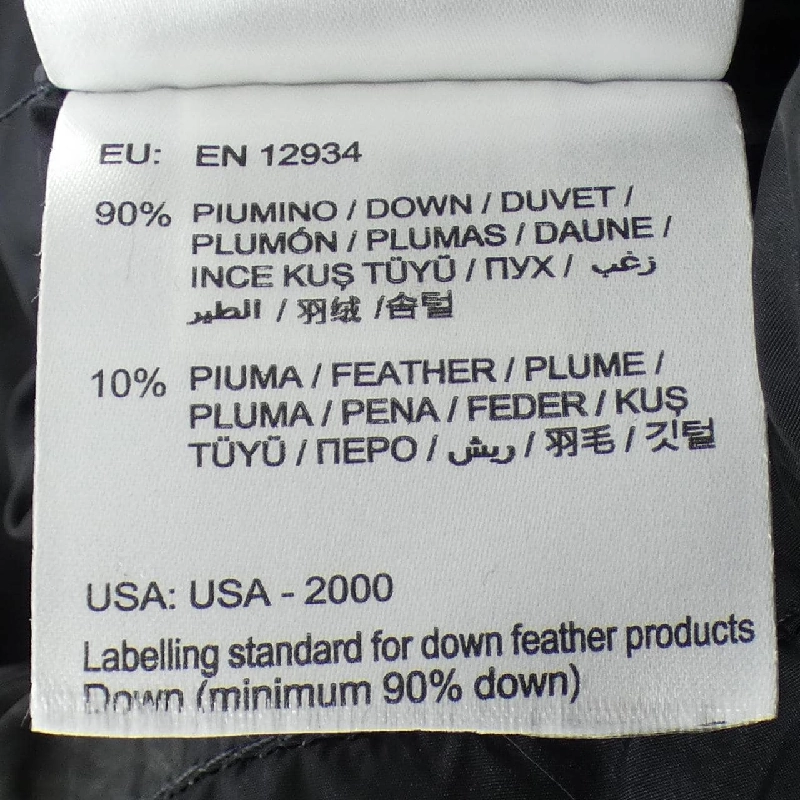 EU: EN 12934
90% PIUMINO / DOWN / DUVET /
PLUMÓN / PLUMAS / DAUNE /
INCE KUŞ TÜYÜ / ПУХ / زغب
الطير / 羽绒 /솜털
10% PIUMA / FEATHER / PLUME /
PLUMA / PENA / FEDER / KUŞ
TÜYÜ / ПЕРО / ريش / 羽毛 / 깃털
USA: USA - 2000
Labelling standard for down feather products
Down (minimum 90% down)